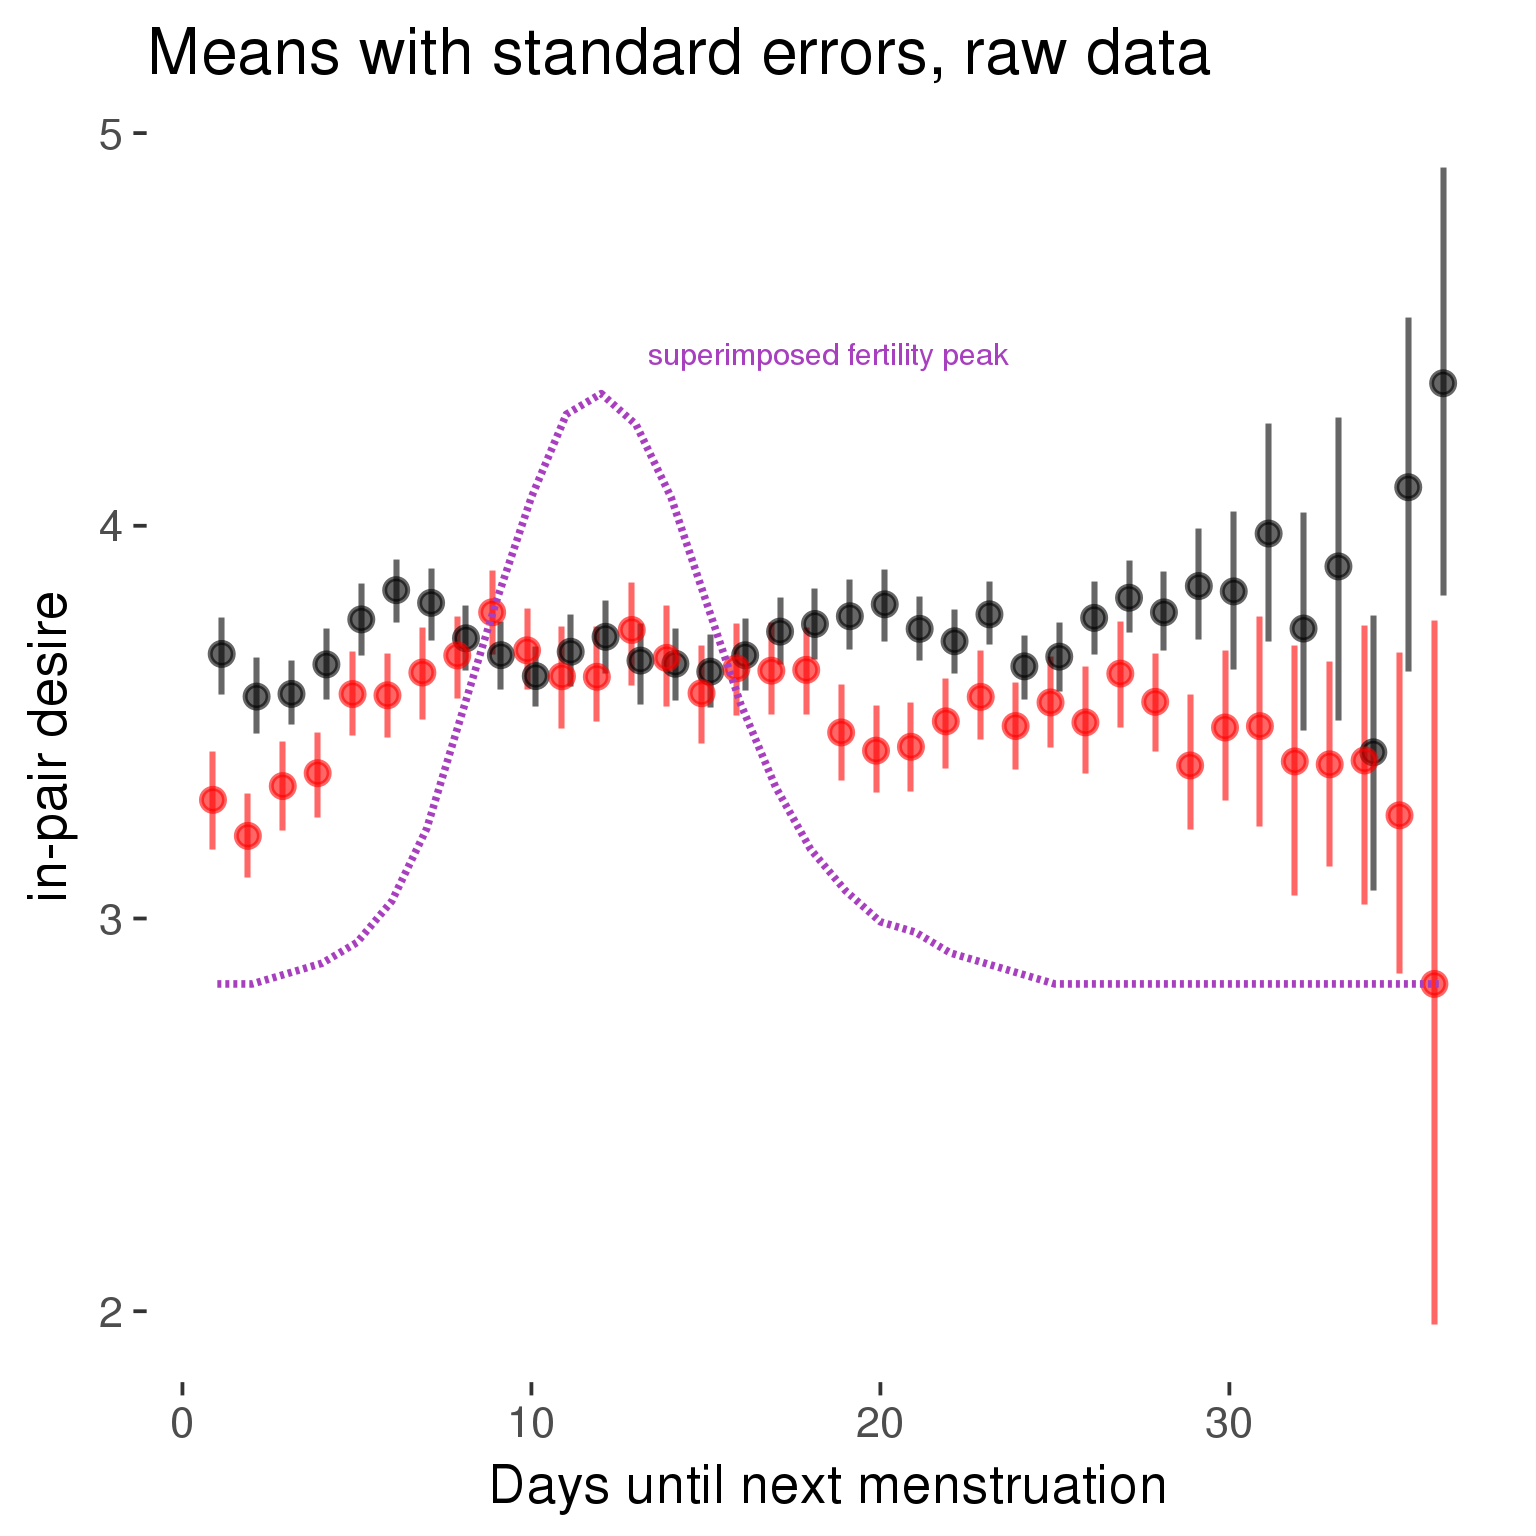 Means with standard errors, raw data
5
4
3
2
in-pair desire
superimposed fertility peak
0 10 20 30
Days until next menstruation